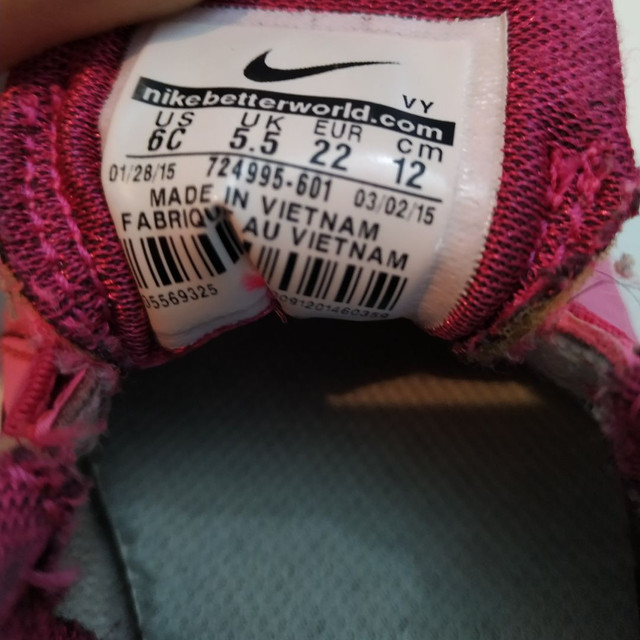 nikebetterworld.com
VY
US UK EUR cm
6C 5.5 22 12
01/28/15 724995-601 03/02/15
MADE IN VIETNAM
FABRIQU AU VIETNAM
05569325